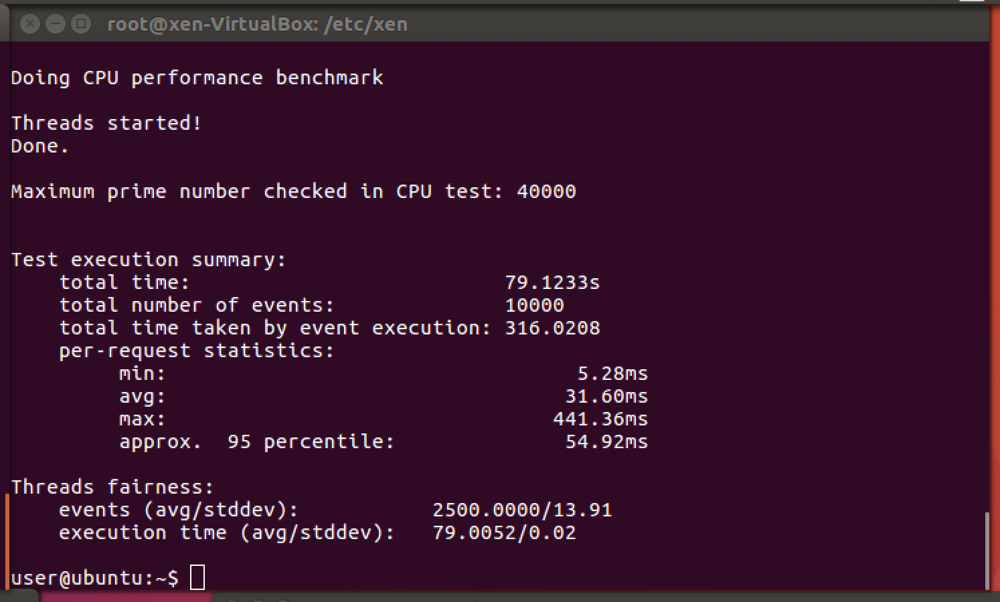 root@xen-VirtualBox: /etc/xen
Doing CPU performance benchmark
Threads started!
Done.
Maximum prime number checked in CPU test: 40000
Test execution summary:
total time: 79.1233s
total number of events: 10000
total time taken by event execution: 316.0208
per-request statistics:
min: 5.28ms
avg: 31.60ms
max: 441.36ms
approx.  95 percentile: 54.92ms
Threads fairness:
events (avg/stddev): 2500.0000/13.91
execution time (avg/stddev): 79.0052/0.02
user@ubuntu:~$